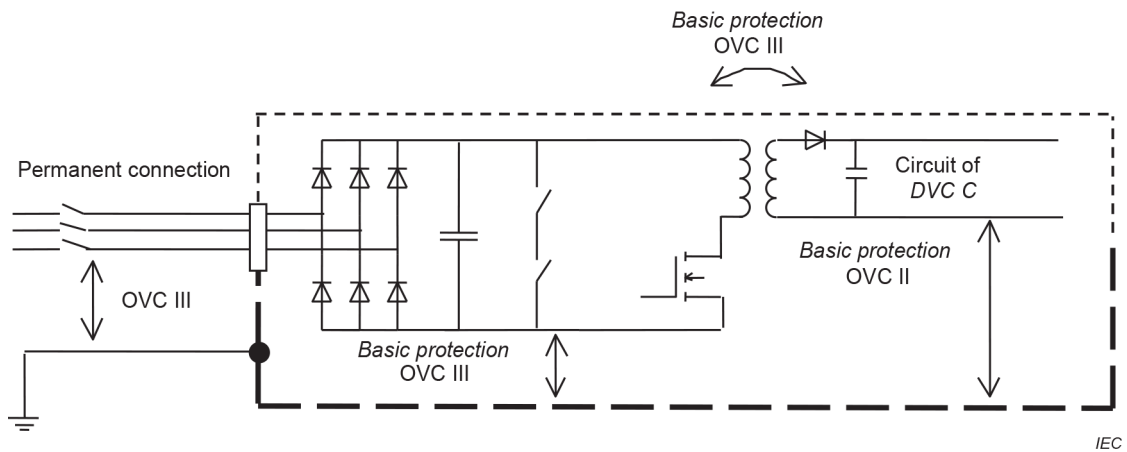 Basic protection
OVC III
Permanent connection
Circuit of
DVC C
Basic protection
OVC II
OVC III
Basic protection
OVC III
IEC